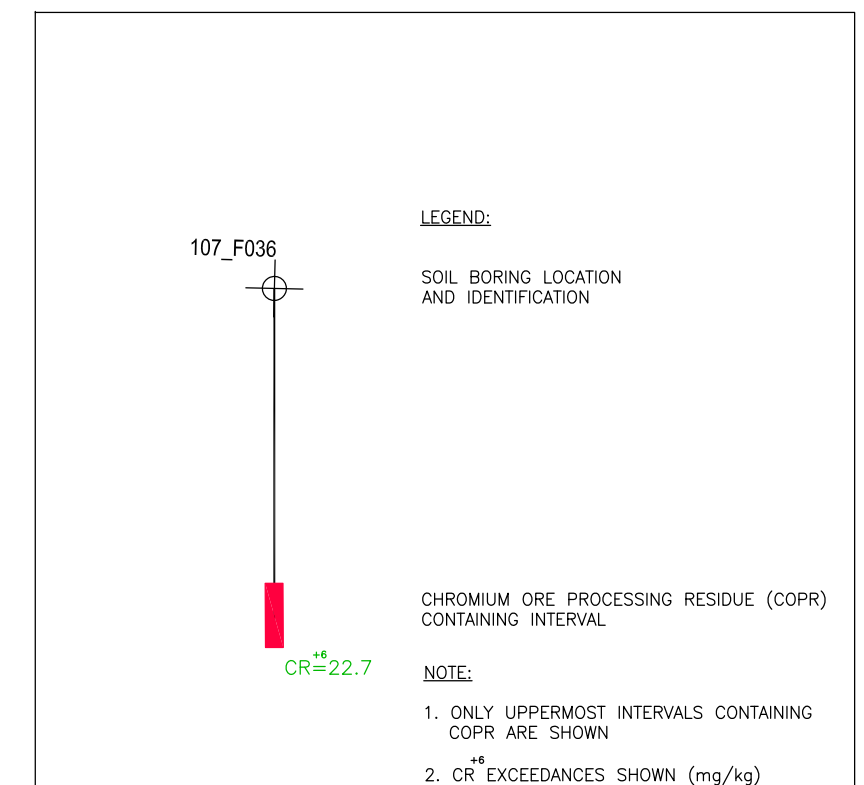 LEGEND:
107_F036
SOIL BORING LOCATION
AND IDENTIFICATION
CHROMIUM ORE PROCESSING RESIDUE (COPR)
CONTAINING INTERVAL
CR+6=22.7
NOTE:
1. ONLY UPPERMOST INTERVALS CONTAINING
COPR ARE SHOWN
2. CR+6 EXCEEDANCES SHOWN (mg/kg)